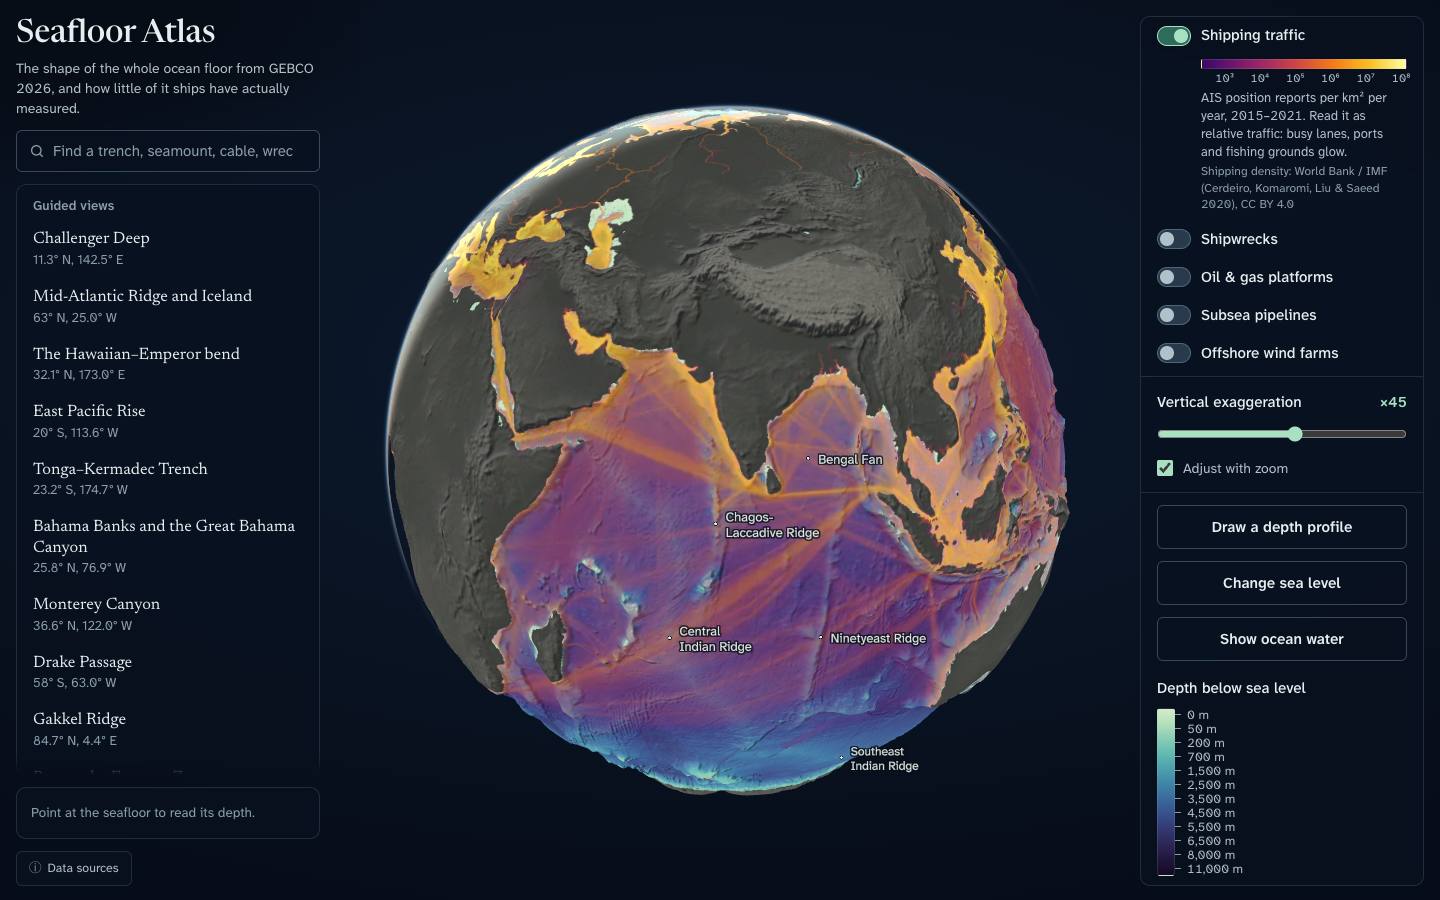 Seafloor Atlas
The shape of the whole ocean floor from GEBCO
2026, and how little of it ships have actually
measured.
Find a trench, seamount, cable, wrec
Guided views
Challenger Deep
11.3° N, 142.5° E
Mid-Atlantic Ridge and Iceland
63° N, 25.0° W
The Hawaiian–Emperor bend
32.1° N, 173.0° E
East Pacific Rise
20° S, 113.6° W
Tonga–Kermadec Trench
23.2° S, 174.7° W
Bahama Banks and the Great Bahama
Canyon
25.8° N, 76.9° W
Monterey Canyon
36.6° N, 122.0° W
Drake Passage
58° S, 63.0° W
Gakkel Ridge
84.7° N, 4.4° E
Point at the seafloor to read its depth.
Data sources
Bengal Fan
Chagos-
Laccadive Ridge
Central
Indian Ridge
Ninetyeast Ridge
Southeast
Indian Ridge
Shipping traffic
10³ 10⁴ 10⁵ 10⁶ 10⁷ 10⁸
AIS position reports per km² per
year, 2015–2021. Read it as
relative traffic: busy lanes, ports
and fishing grounds glow.
Shipping density: World Bank / IMF
(Cerdeiro, Komaromi, Liu & Saeed
2020), CC BY 4.0
Shipwrecks
Oil & gas platforms
Subsea pipelines
Offshore wind farms
Vertical exaggeration ×45
Adjust with zoom
Draw a depth profile
Change sea level
Show ocean water
Depth below sea level
0 m
50 m
200 m
700 m
1,500 m
2,500 m
3,500 m
4,500 m
5,500 m
6,500 m
8,000 m
11,000 m